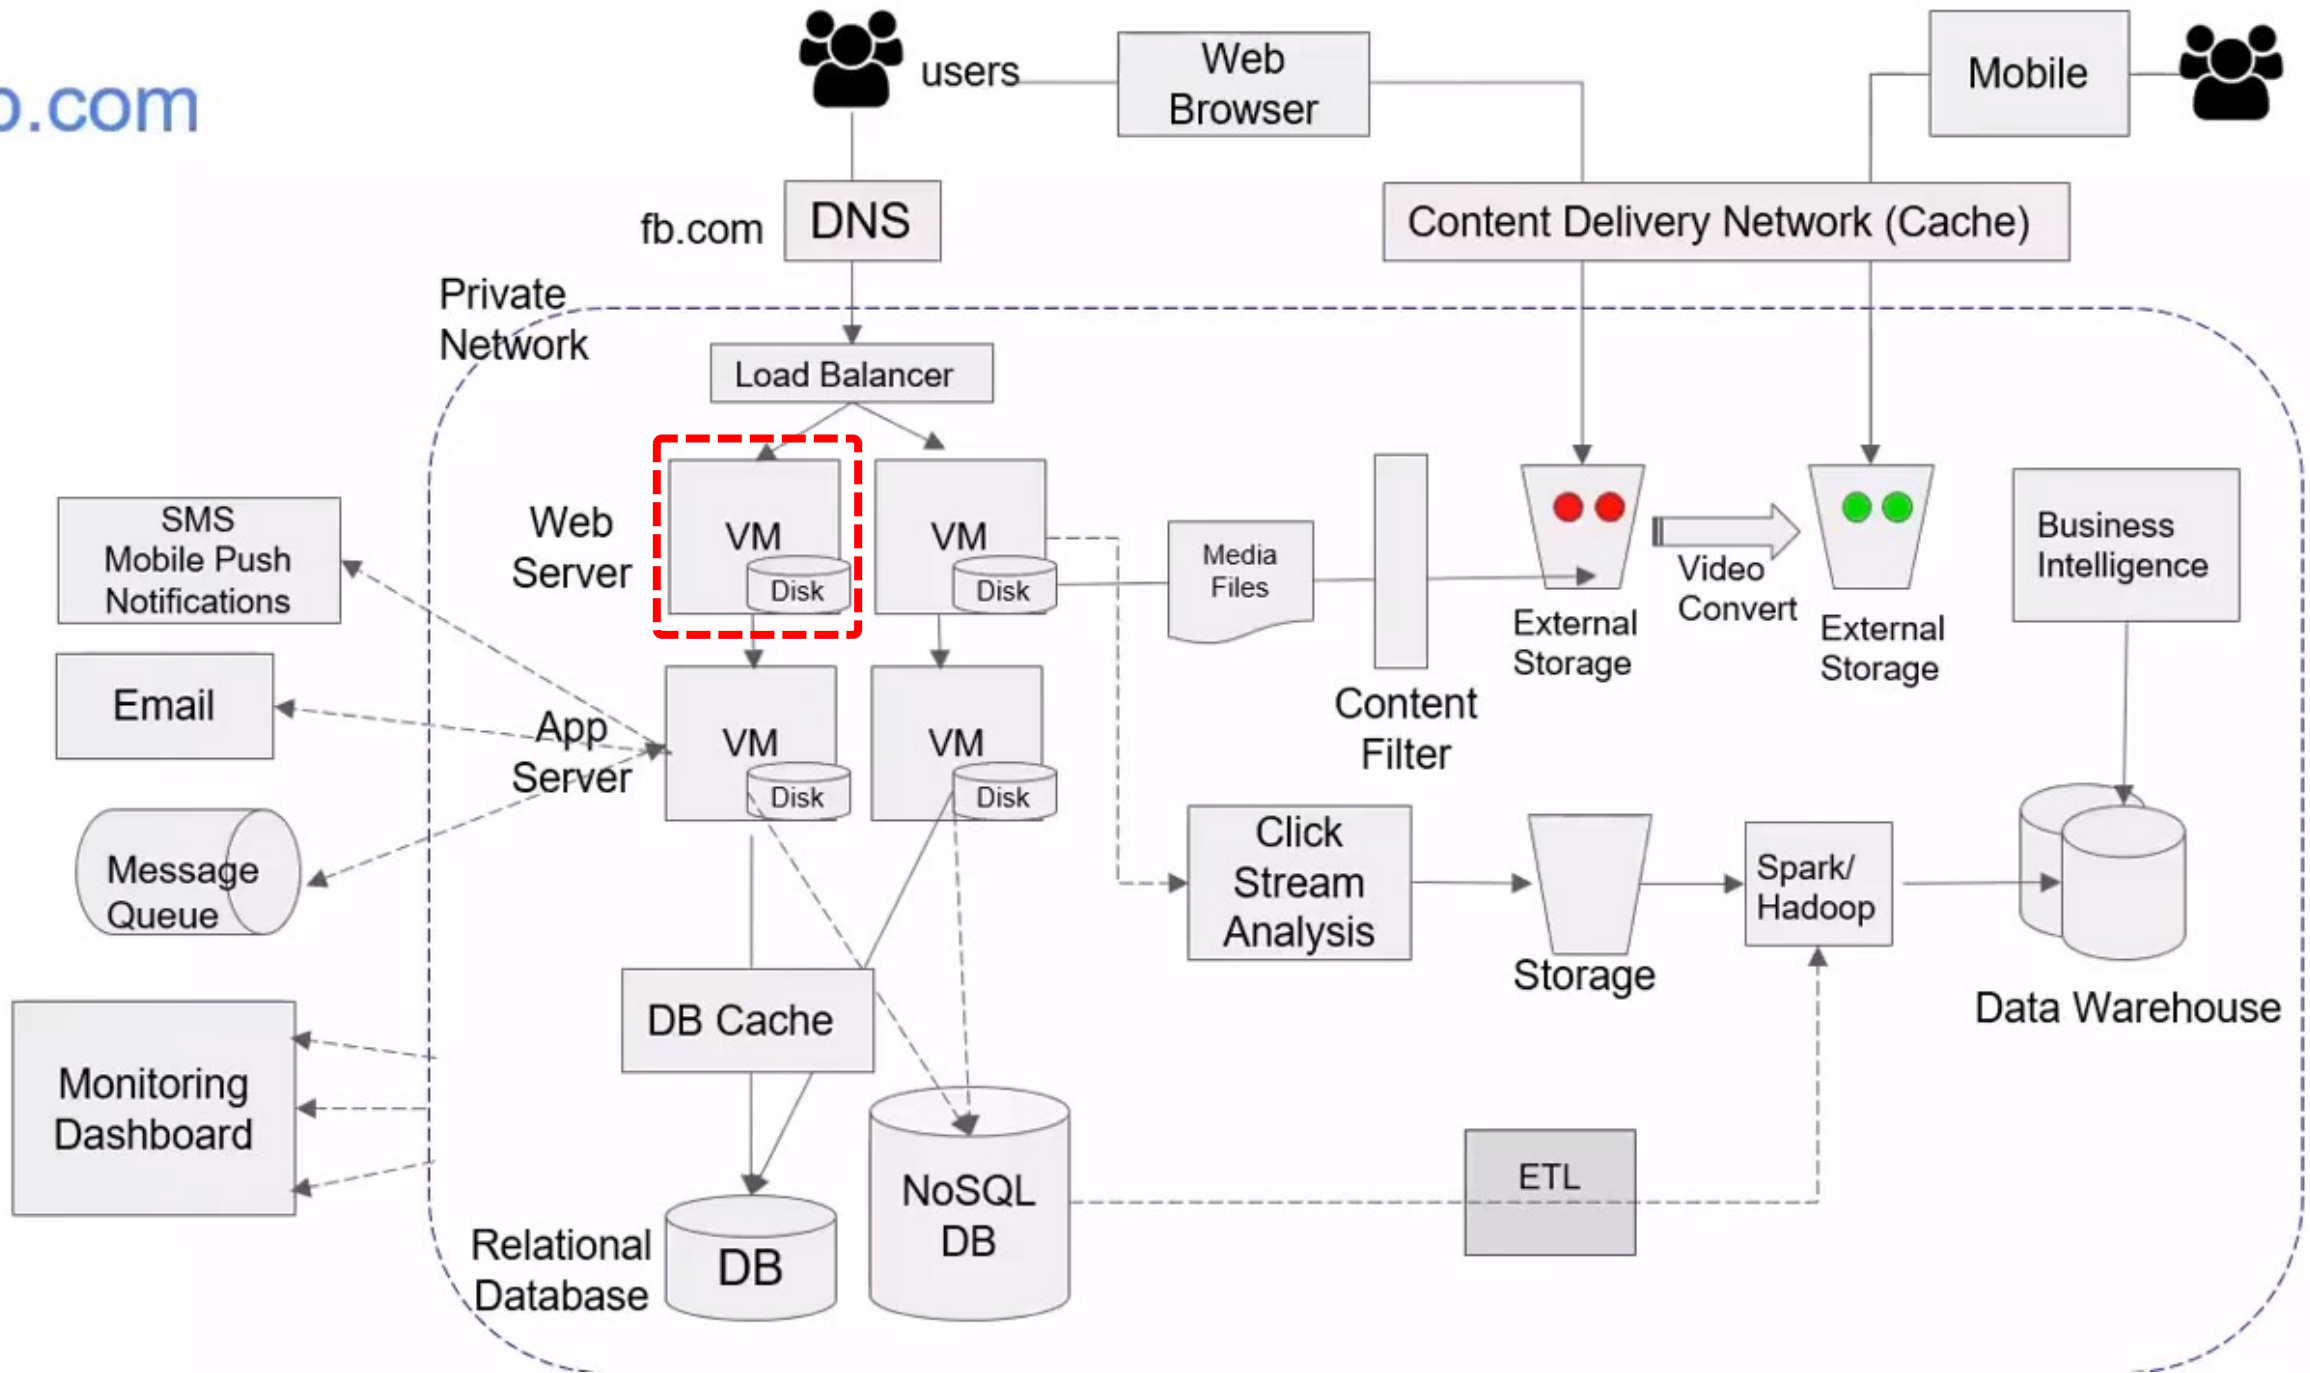 users
Web
Browser
Mobile
b.com
fb.com
DNS
Content Delivery Network (Cache)
Private
Network
Load Balancer
Web
Server
VM
Disk
VM
Disk
SMS
Mobile Push
Notifications
Media
Files
Video
Convert
External
Storage
External
Storage
Business
Intelligence
Email
App
Server
VM
Disk
VM
Disk
Content
Filter
Message
Queue
Click
Stream
Analysis
Storage
Spark/
Hadoop
Data Warehouse
DB Cache
Monitoring
Dashboard
NoSQL
DB
ETL
Relational
Database
DB